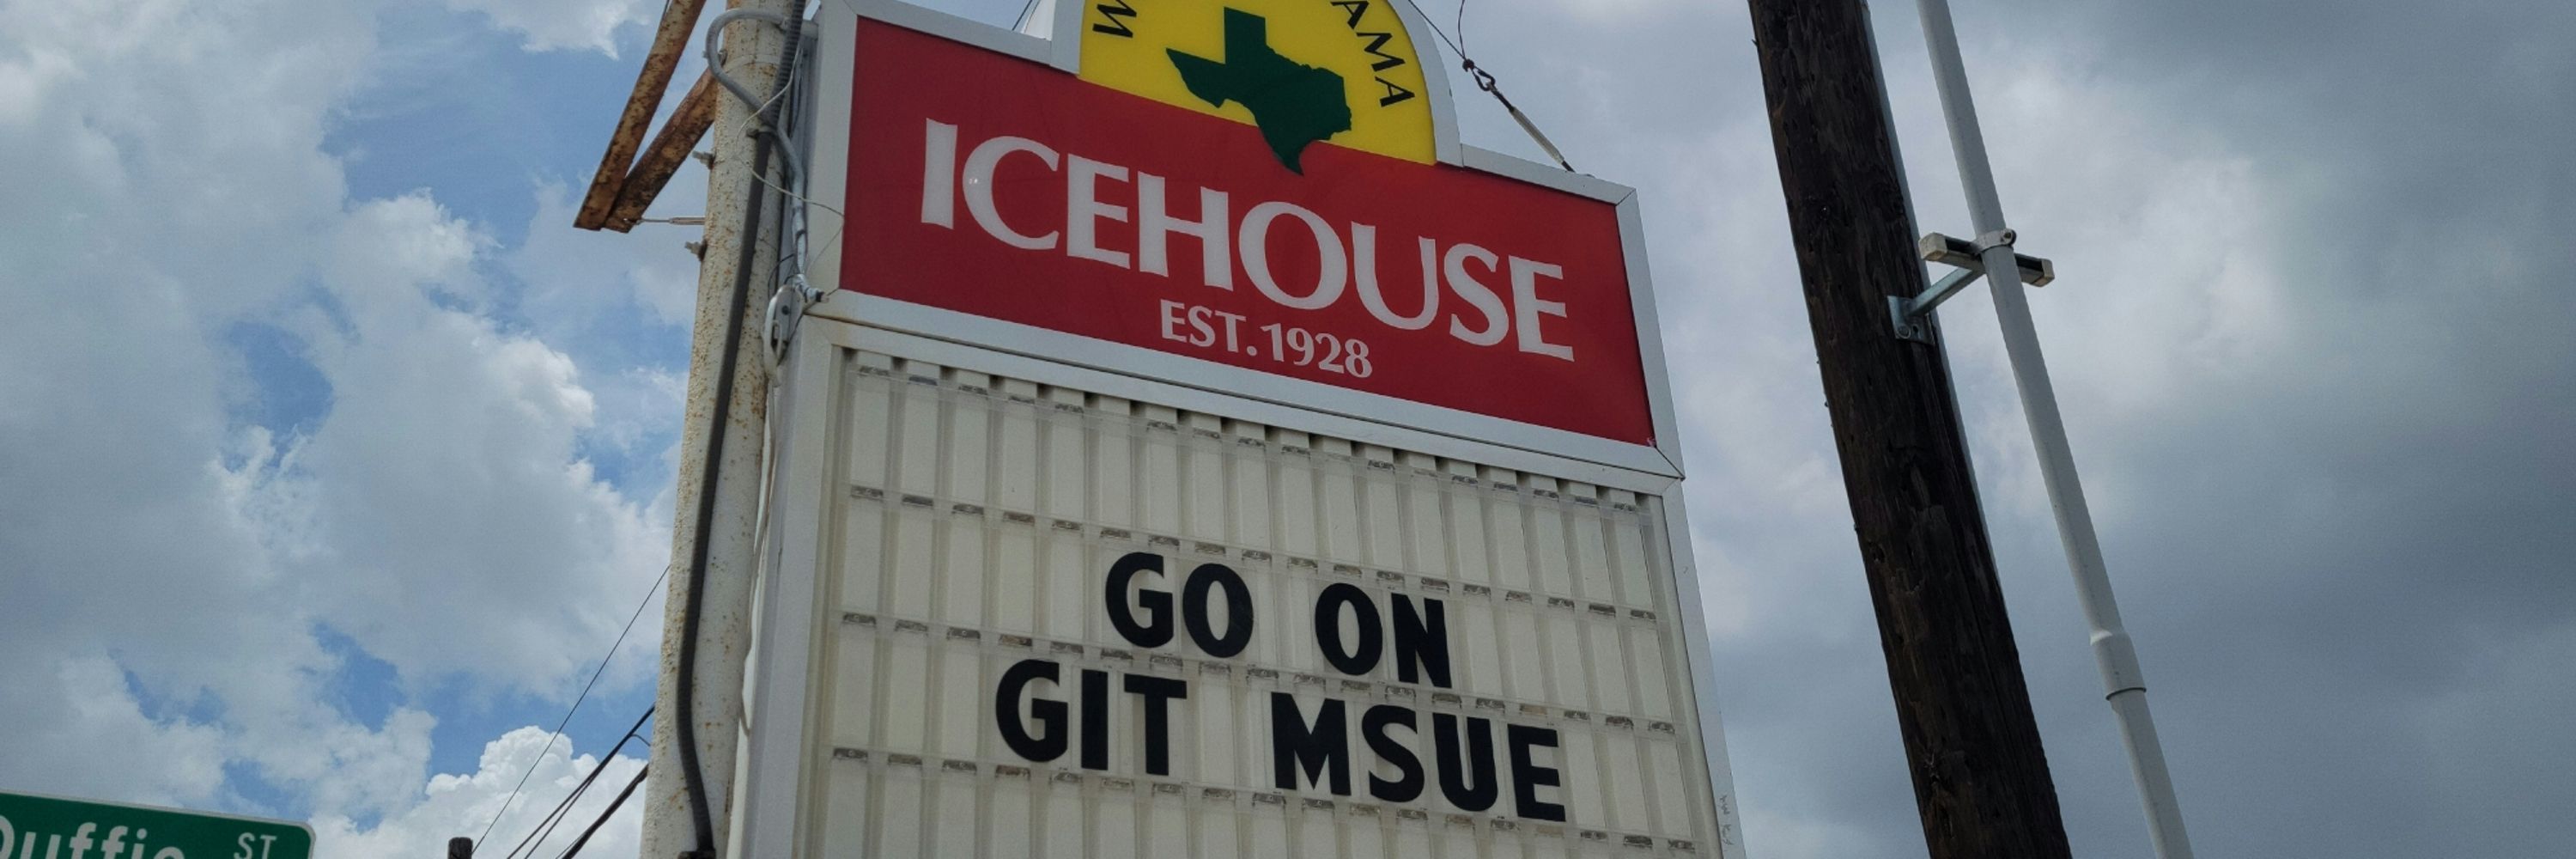 ICEHOUSE
EST. 1928
GO ON
GIT MSUE
ST